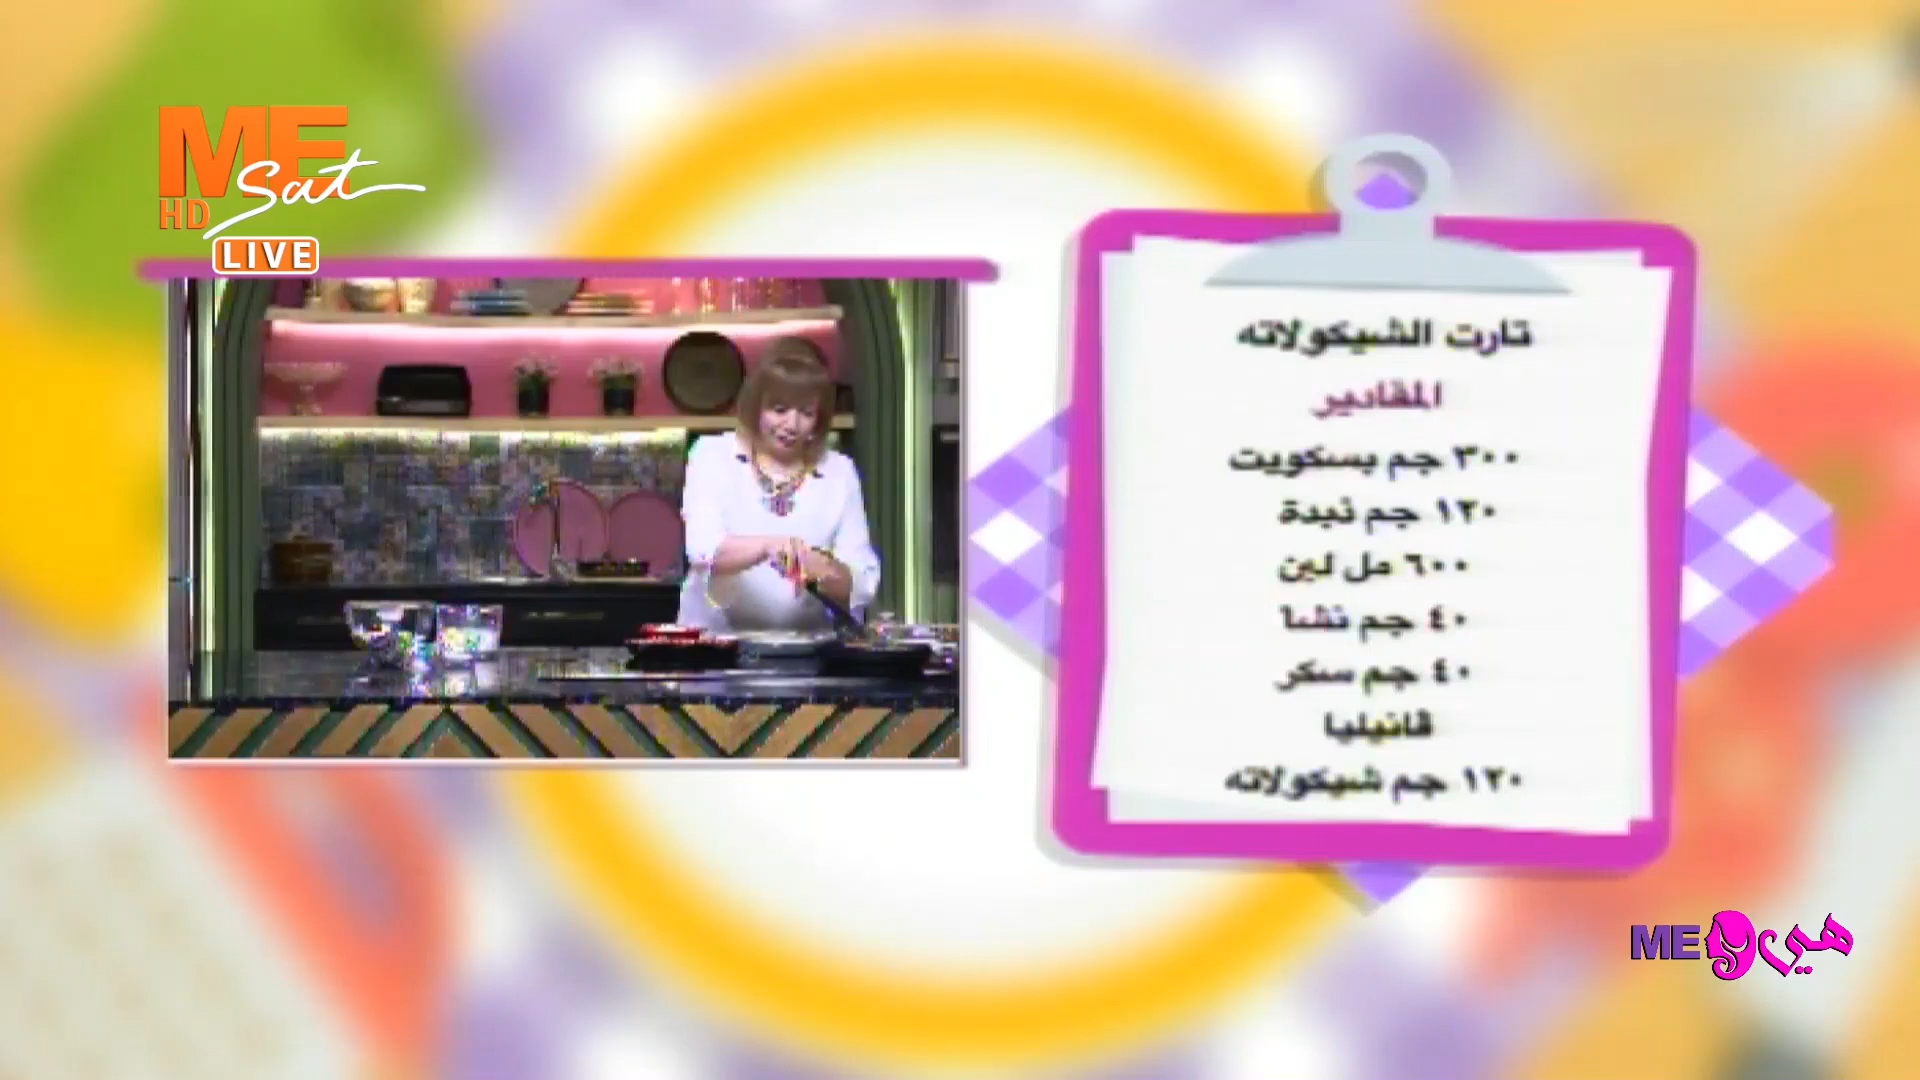 ME
Sat
HD
LIVE
تارت الشيكولاته
المقادير
٣٠٠ جم بسكويت
١٢٠ جم زبدة
٦٠٠ مل لبن
٤٠ جم نشا
٤٠ جم سكر
فانيليا
١٢٠ جم شيكولاته
ME هي